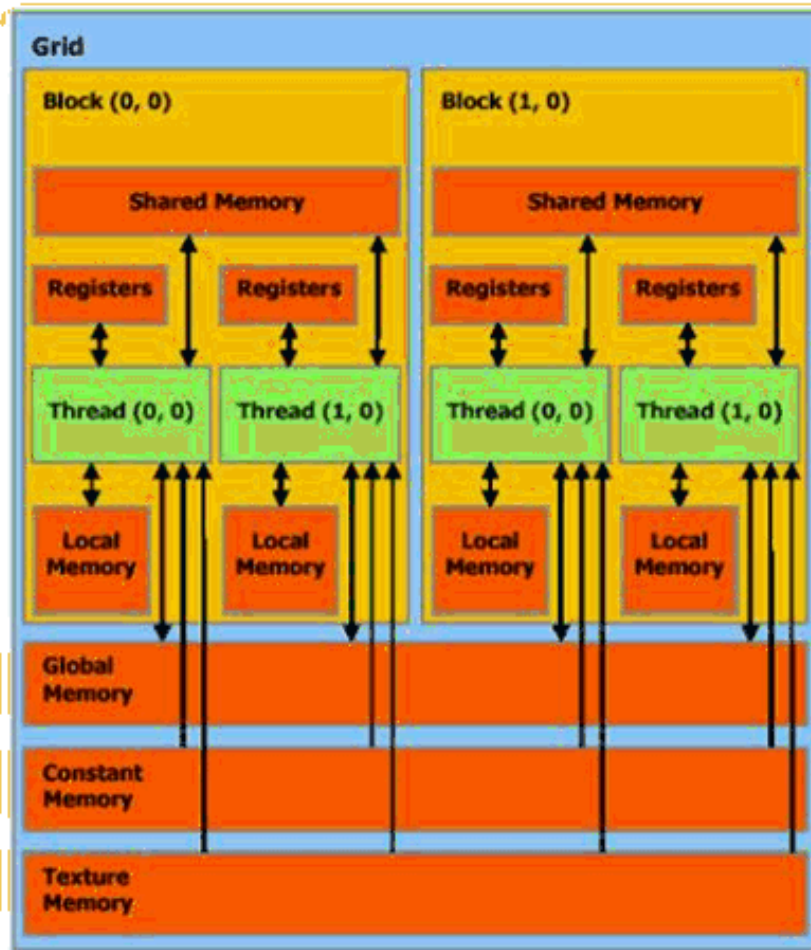 Grid
Block (0, 0)
Block (1, 0)
Shared Memory
Shared Memory
Registers
Registers
Registers
Registers
Thread (0, 0)
Thread (1, 0)
Thread (0, 0)
Thread (1, 0)
Local
Memory
Local
Memory
Local
Memory
Local
Memory
Global
Memory
Constant
Memory
Texture
Memory